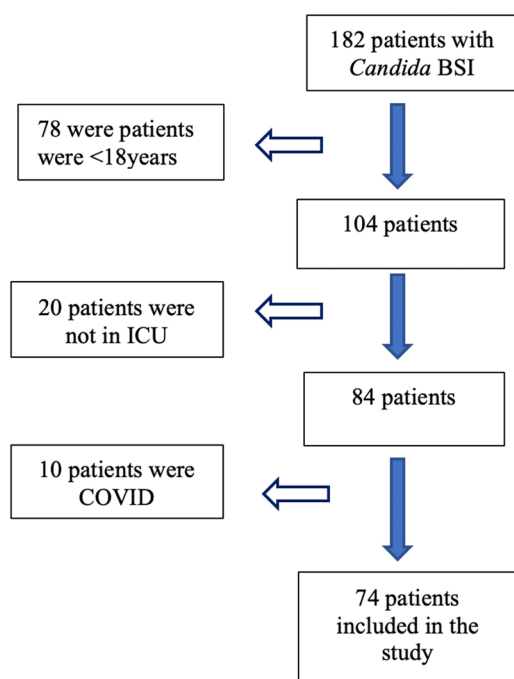 182 patients with
Candida BSI
78 were patients
were <18years
104 patients
20 patients were
not in ICU
84 patients
10 patients were
COVID
74 patients
included in the
study